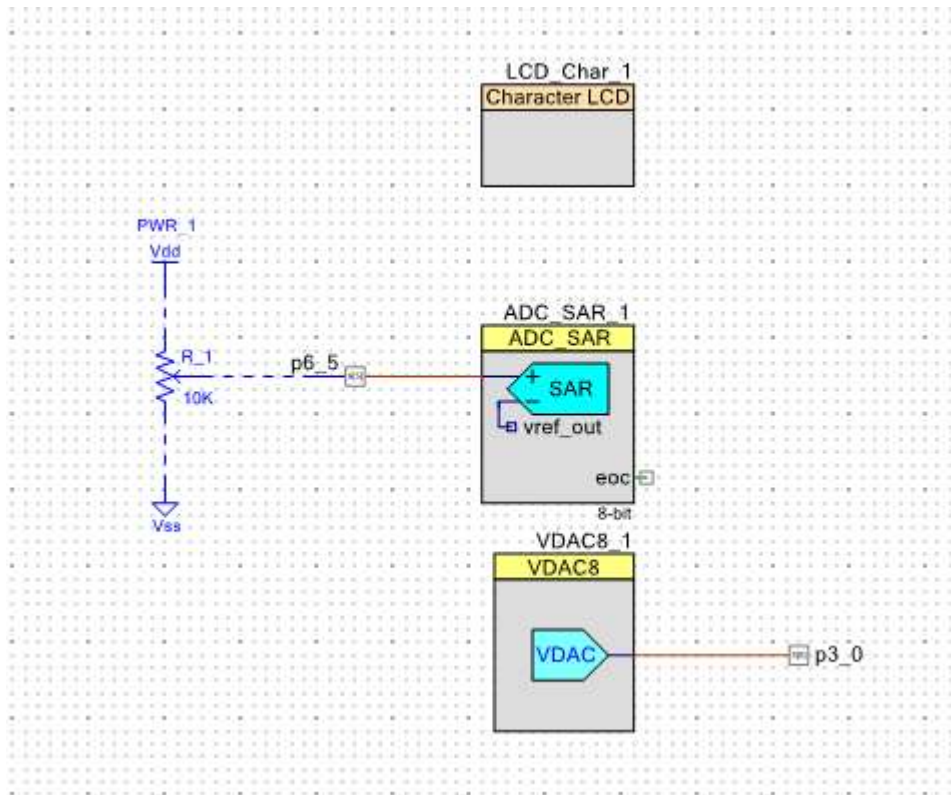 LCD_Char_1
Character LCD
PWR_1
Vdd
R_1
10K
Vss
p6_5
ADC_SAR_1
ADC_SAR
+
SAR
−
vref_out
eoc
8-bit
VDAC8_1
VDAC8
VDAC
p3_0